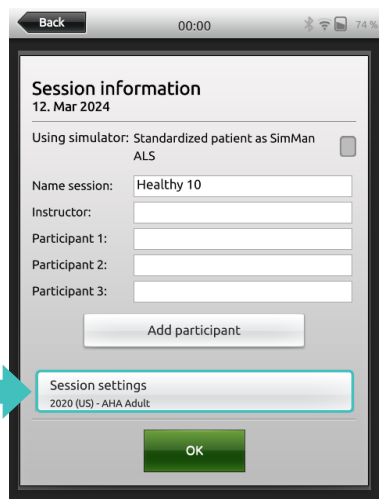 Back
00:00
74 %
Session information
12. Mar 2024
Using simulator: Standardized patient as SimMan
ALS
Name session: Healthy 10
Instructor:
Participant 1:
Participant 2:
Participant 3:
Add participant
Session settings
2020 (US) - AHA Adult
OK